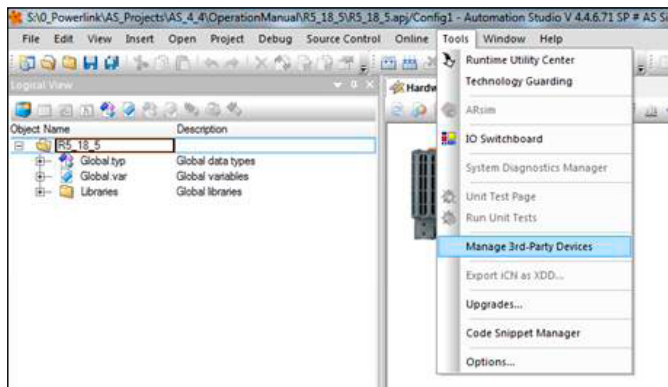 S:\0_Powerlink\AS_Projects\AS_4_4\OperationManual\R5_18_5\R5_18_5.apj/Config1 - Automation Studio V 4.4.6.71 SP # AS Si
File Edit View Insert Open Project Debug Source Control Online Tools Window Help
Logical View
Hardw
Object Name Description
R5_18_5
Global.typ Global data types
Global.var Global variables
Libraries Global libraries
Runtime Utility Center
Technology Guarding
ARsim
IO Switchboard
System Diagnostics Manager
Unit Test Page
Run Unit Tests
Manage 3rd-Party Devices
Export iCN as XDD...
Upgrades...
Code Snippet Manager
Options...